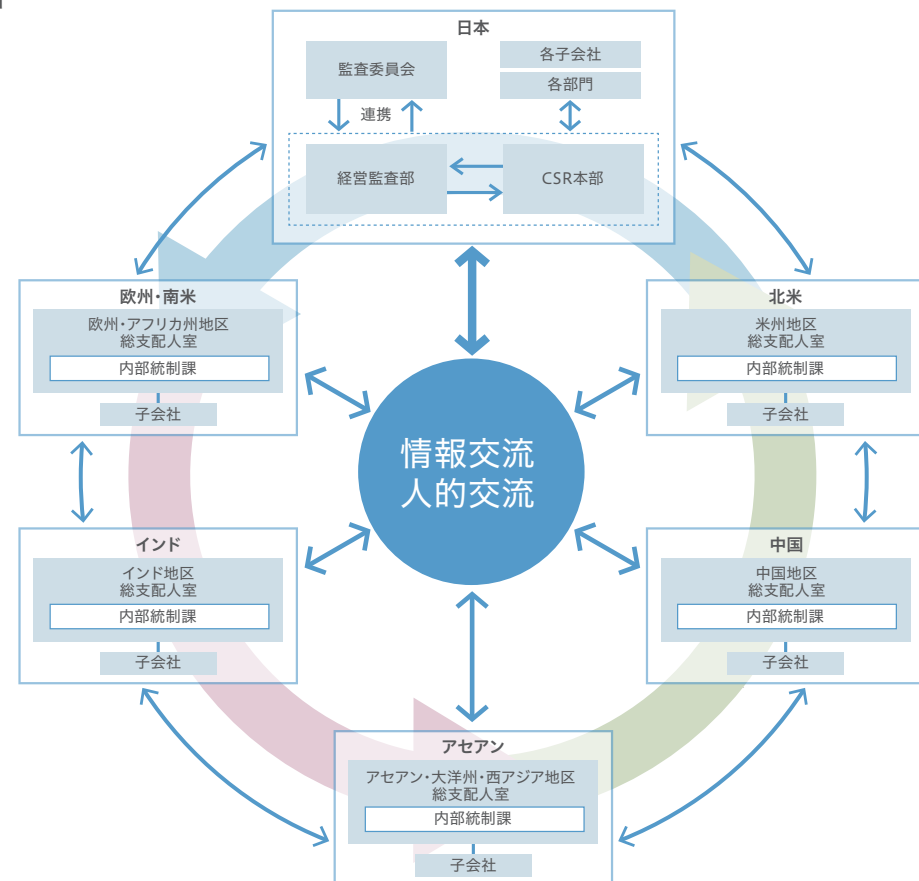 日本
監査委員会
各子会社
各部門
連携
経営監査部
CSR本部
欧州・南米
欧州・アフリカ州地区
総支配人室
内部統制課
子会社
北米
米州地区
総支配人室
内部統制課
子会社
情報交流
人的交流
インド
インド地区
総支配人室
内部統制課
子会社
中国
中国地区
総支配人室
内部統制課
子会社
アセアン
アセアン・大洋州・西アジア地区
総支配人室
内部統制課
子会社